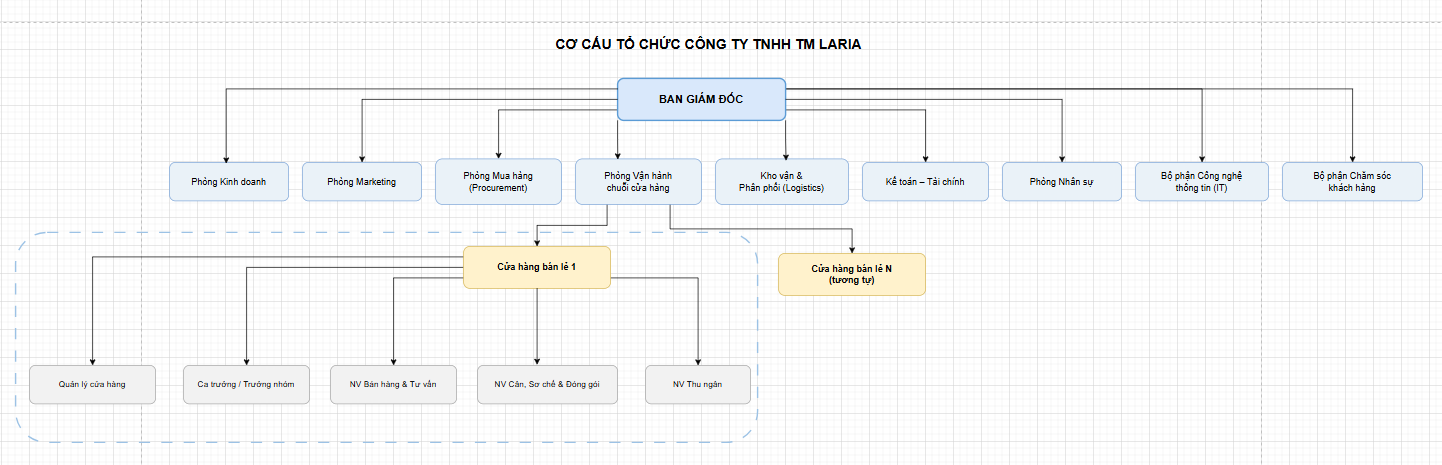 CƠ CẤU TỔ CHỨC CÔNG TY TNHH TM LARIA
BAN GIÁM ĐỐC
Phòng Kinh doanh
Phòng Marketing
Phòng Mua hàng
(Procurement)
Phòng Vận hành
chuỗi cửa hàng
Kho vận &
Phân phối (Logistics)
Kế toán – Tài chính
Phòng Nhân sự
Bộ phận Công nghệ
thông tin (IT)
Bộ phận Chăm sóc
khách hàng
Cửa hàng bán lẻ 1
Cửa hàng bán lẻ N
(tương tự)
Quản lý cửa hàng
Ca trưởng / Trưởng nhóm
NV Bán hàng & Tư vấn
NV Cân, Sơ chế & Đóng gói
NV Thu ngân